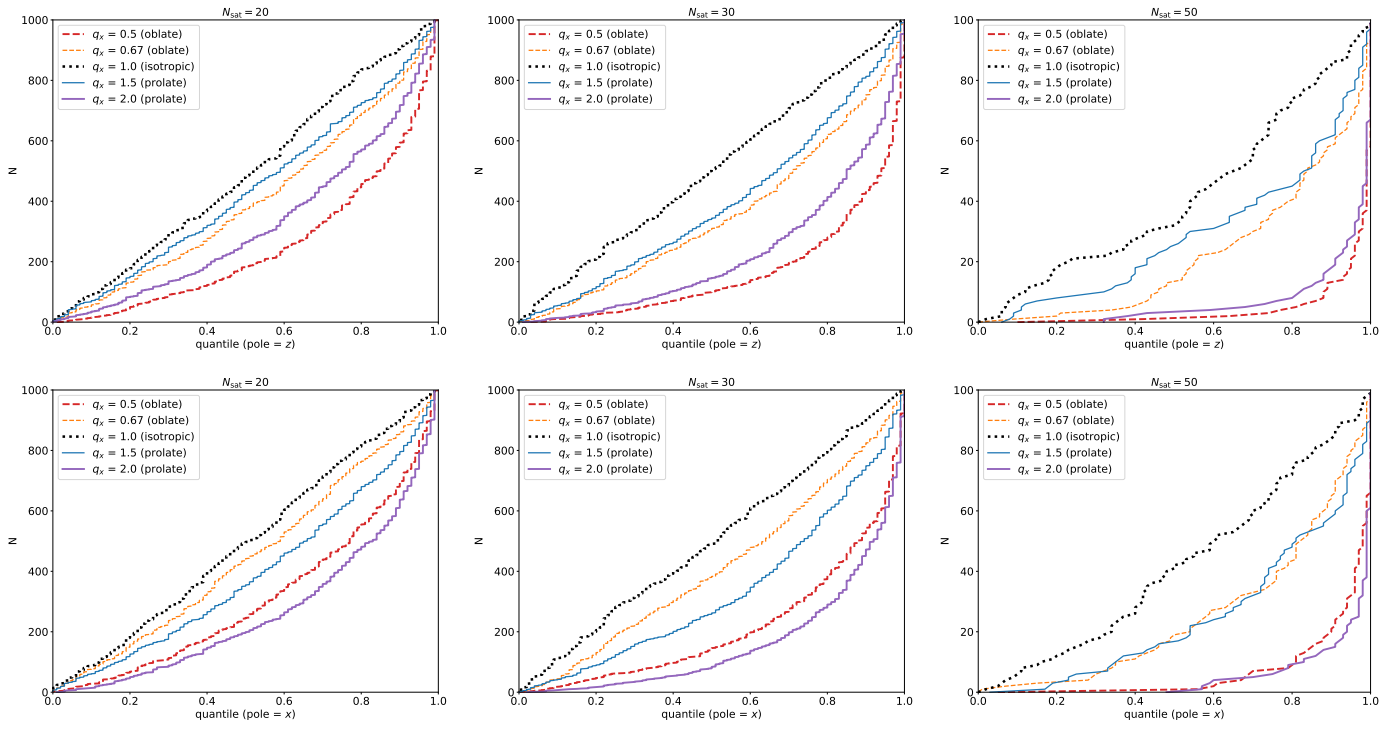 N_sat = 20
1000
800
600
400
200
0
N
q_x = 0.5 (oblate)
q_x = 0.67 (oblate)
q_x = 1.0 (isotropic)
q_x = 1.5 (prolate)
q_x = 2.0 (prolate)
0.0 0.2 0.4 0.6 0.8 1.0
quantile (pole = z)
N_sat = 30
1000
800
600
400
200
0
N
q_x = 0.5 (oblate)
q_x = 0.67 (oblate)
q_x = 1.0 (isotropic)
q_x = 1.5 (prolate)
q_x = 2.0 (prolate)
0.0 0.2 0.4 0.6 0.8 1.0
quantile (pole = z)
N_sat = 50
100
80
60
40
20
0
N
q_x = 0.5 (oblate)
q_x = 0.67 (oblate)
q_x = 1.0 (isotropic)
q_x = 1.5 (prolate)
q_x = 2.0 (prolate)
0.0 0.2 0.4 0.6 0.8 1.0
quantile (pole = z)
N_sat = 20
1000
800
600
400
200
0
N
q_x = 0.5 (oblate)
q_x = 0.67 (oblate)
q_x = 1.0 (isotropic)
q_x = 1.5 (prolate)
q_x = 2.0 (prolate)
0.0 0.2 0.4 0.6 0.8 1.0
quantile (pole = x)
N_sat = 30
1000
800
600
400
200
0
N
q_x = 0.5 (oblate)
q_x = 0.67 (oblate)
q_x = 1.0 (isotropic)
q_x = 1.5 (prolate)
q_x = 2.0 (prolate)
0.0 0.2 0.4 0.6 0.8 1.0
quantile (pole = x)
N_sat = 50
100
80
60
40
20
0
N
q_x = 0.5 (oblate)
q_x = 0.67 (oblate)
q_x = 1.0 (isotropic)
q_x = 1.5 (prolate)
q_x = 2.0 (prolate)
0.0 0.2 0.4 0.6 0.8 1.0
quantile (pole = x)